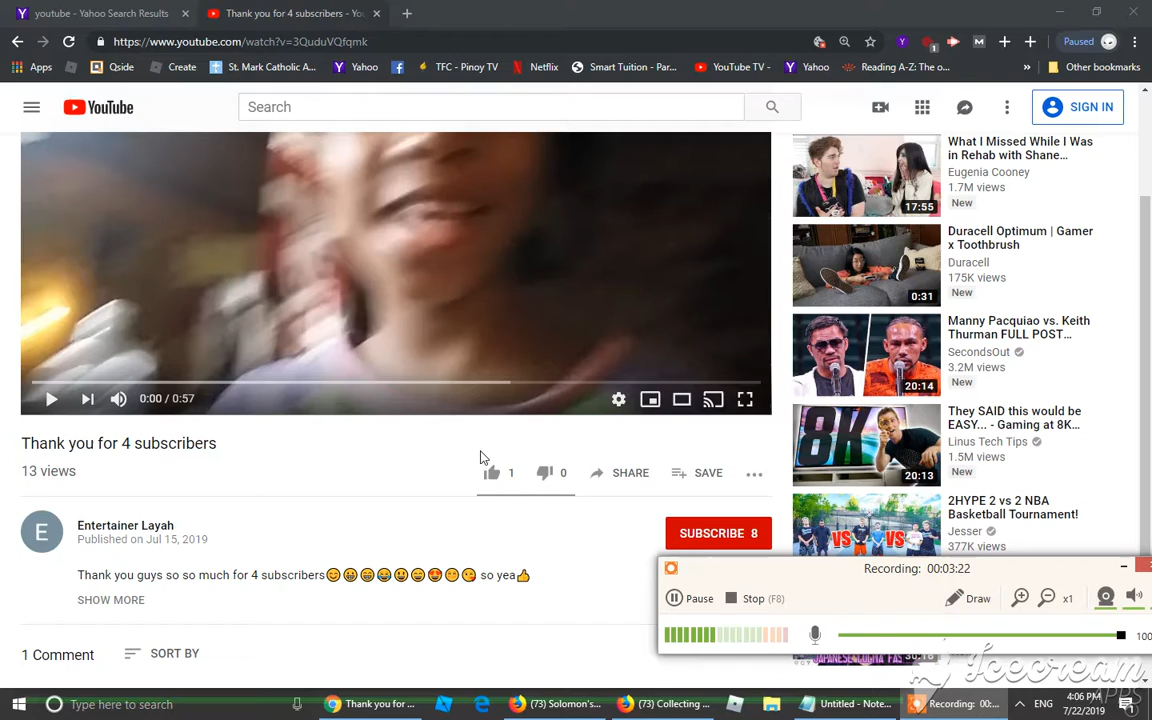 youtube - Yahoo Search Results
Thank you for 4 subscribers - Yo
https://www.youtube.com/watch?v=3QuduVQfqmk
Paused
Apps
Qside
Create
St. Mark Catholic A...
Yahoo
TFC - Pinoy TV
Netflix
Smart Tuition - Par...
YouTube TV -
Yahoo
Reading A-Z: The o...
»
Other bookmarks
YouTube
Search
SIGN IN
What I Missed While I Was
in Rehab with Shane...
Eugenia Cooney
1.7M views
New
17:55
Duracell Optimum | Gamer
x Toothbrush
Duracell
175K views
New
0:31
Manny Pacquiao vs. Keith
Thurman FULL POST...
SecondsOut
3.2M views
New
20:14
They SAID this would be
EASY... - Gaming at 8K...
Linus Tech Tips
1.5M views
New
8K
20:13
2HYPE 2 vs 2 NBA
Basketball Tournament!
Jesser
377K views
VS VS
0:00 / 0:57
Thank you for 4 subscribers
13 views
1
0
SHARE
SAVE
E
Entertainer Layah
Published on Jul 15, 2019
SUBSCRIBE 8
Thank you guys so so much for 4 subscribers😊😁😁😂😃😄😍😶😘 so yea👍
SHOW MORE
1 Comment
SORT BY
Recording: 00:03:22
Pause
Stop (F8)
Draw
x1
100
Icecream
APPS
Type here to search
Thank you for ...
(73) Solomon's...
(73) Collecting ...
Untitled - Note...
Recording: 00:...
ENG
4:06 PM
7/22/2019